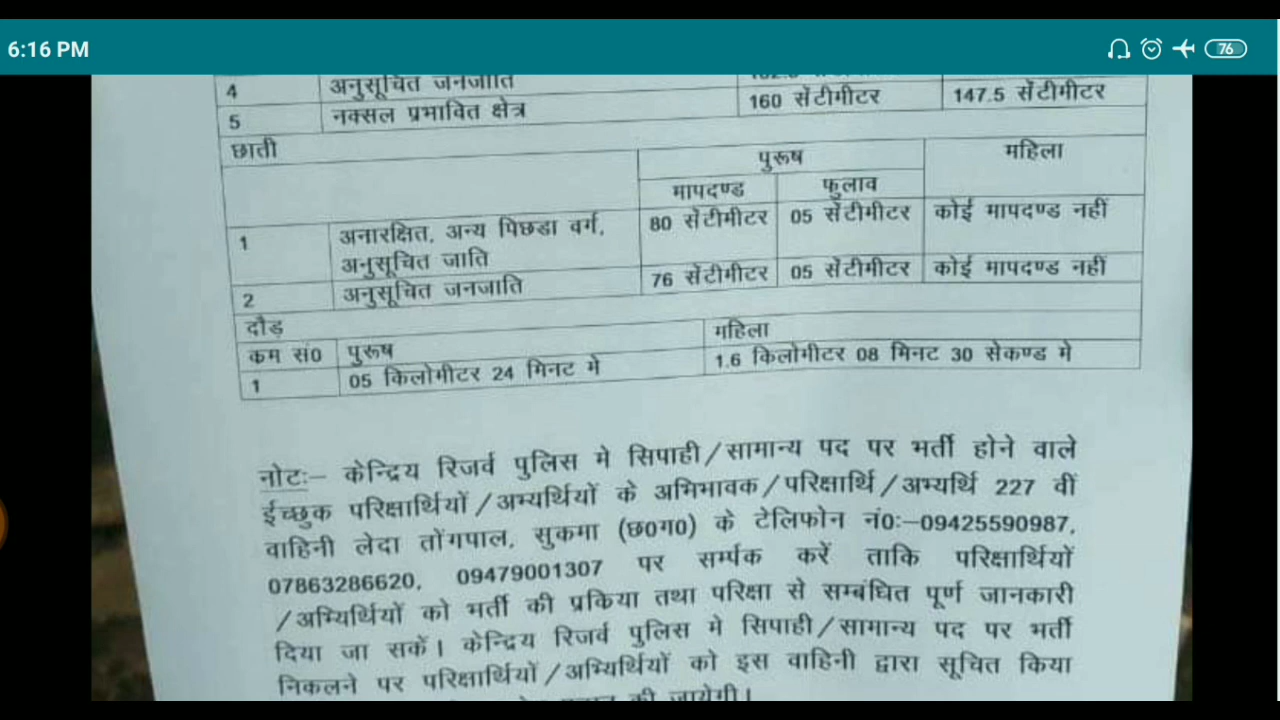 6:16 PM
76
4 अनुसूचित जनजाति
5 नक्सल प्रभावित क्षेत्र 160 सेंटीमीटर 147.5 सेंटीमीटर
छाती
पुरूष महिला
मापदण्ड फुलाव
1 अनारक्षित, अन्य पिछडा वर्ग, 80 सेंटीमीटर 05 सेंटीमीटर कोई मापदण्ड नहीं
अनुसूचित जाति
2 अनुसूचित जनजाति 76 सेंटीमीटर 05 सेंटीमीटर कोई मापदण्ड नहीं
दौड़
कम सं0 पुरूष महिला
1 05 किलोमीटर 24 मिनट मे 1.6 किलोमीटर 08 मिनट 30 सेकण्ड मे
नोटः– केन्द्रिय रिजर्व पुलिस मे सिपाही/सामान्य पद पर भर्ती होने वाले
ईच्छुक परिक्षार्थियों/अभ्यर्थियों के अभिभावक/परिक्षार्थि/अभ्यर्थि 227 वीं
वाहिनी लेदा तोंगपाल, सुकमा (छ0ग0) के टेलिफोन नं0:–09425590987,
07863286620, 09479001307 पर सर्म्पक करें ताकि परिक्षार्थियों
/अभ्यिर्थियों को भर्ती की प्रकिया तथा परिक्षा से सम्बंधित पूर्ण जानकारी
दिया जा सकें। केन्द्रिय रिजर्व पुलिस मे सिपाही/सामान्य पद पर भर्ती
निकलने पर परिक्षार्थियों/अभ्यिर्थियों को इस वाहिनी द्वारा सूचित किया
की जायेगी।